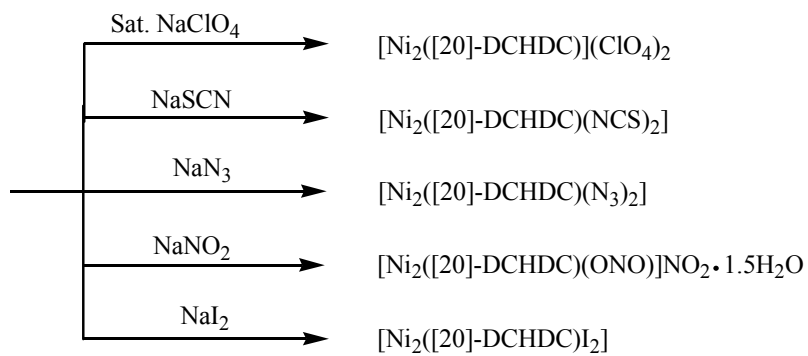 Sat. NaClO₄
[Ni₂([20]-DCHDC)](ClO₄)₂
NaSCN
[Ni₂([20]-DCHDC)(NCS)₂]
NaN₃
[Ni₂([20]-DCHDC)(N₃)₂]
NaNO₂
[Ni₂([20]-DCHDC)(ONO)]NO₂•1.5H₂O
NaI₂
[Ni₂([20]-DCHDC)I₂]